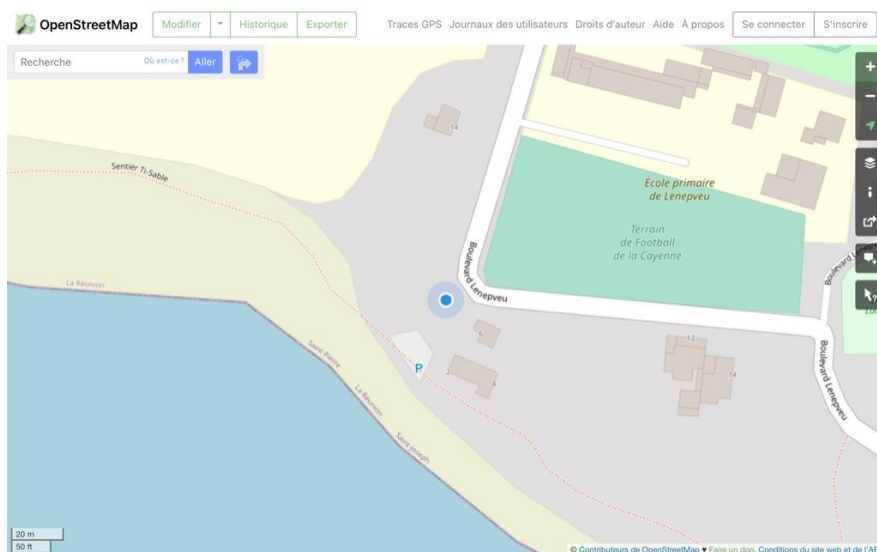 OpenStreetMap
Modifier
Historique
Exporter
Traces GPS
Journaux des utilisateurs
Droits d'auteur
Aide
À propos
Se connecter
S'inscrire
Recherche
Où est-ce ?
Aller
14
Sentier Ti-Sable
École primaire
de Lenepveu
Terrain
de Football
de la Cayenne
Boulevard Lenepveu
Boulevard Lenepveu
La Réunion
Saint-Pierre
La Réunion
Saint-Joseph
P
6
2
4
12
14
Boulevard Lenepveu
20 m
50 ft
© Contributeurs de OpenStreetMap ♥ Faire un don. Conditions du site web et de l'AP